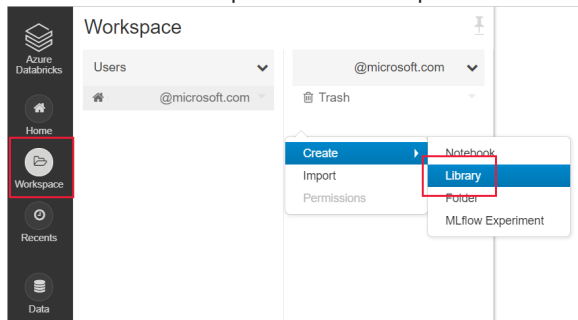 Workspace
Azure
Databricks
Home
Workspace
Recents
Data
Users
@microsoft.com
@microsoft.com
Trash
Create
Import
Permissions
Notebook
Library
Folder
MLflow Experiment